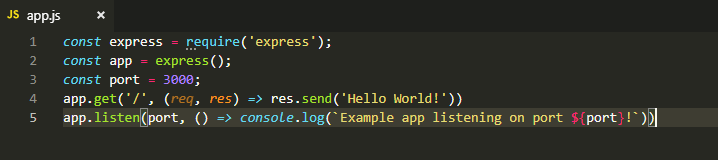 JS app.js ×
1 const express = require('express');
2 const app = express();
3 const port = 3000;
4 app.get('/', (req, res) => res.send('Hello World!'))
5 app.listen(port, () => console.log(`Example app listening on port ${port}!`))